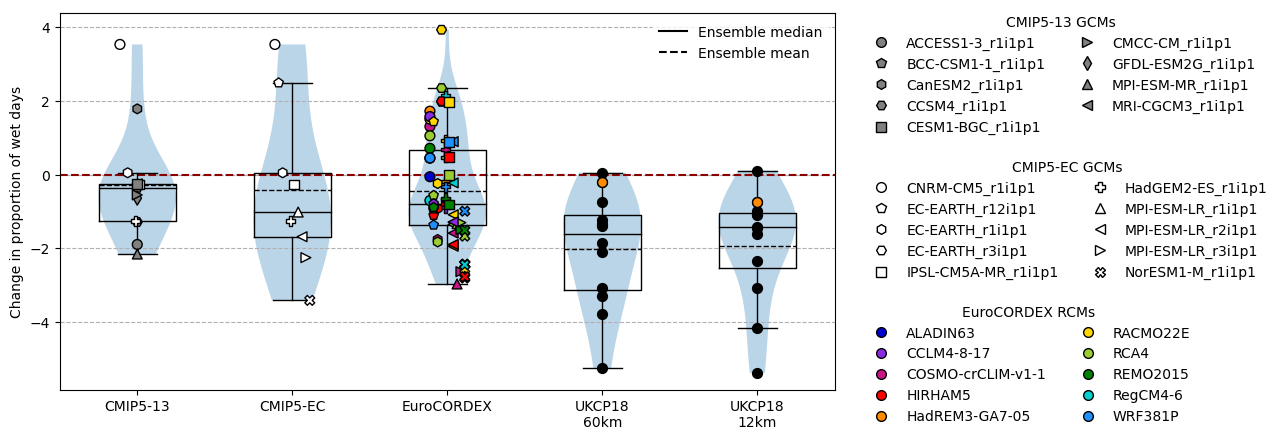 Change in proportion of wet days
4
2
0
−2
−4
Ensemble median
Ensemble mean
CMIP5-13
CMIP5-EC
EuroCORDEX
UKCP18
60km
UKCP18
12km
CMIP5-13 GCMs
ACCESS1-3_r1i1p1
BCC-CSM1-1_r1i1p1
CanESM2_r1i1p1
CCSM4_r1i1p1
CESM1-BGC_r1i1p1
CMCC-CM_r1i1p1
GFDL-ESM2G_r1i1p1
MPI-ESM-MR_r1i1p1
MRI-CGCM3_r1i1p1
CMIP5-EC GCMs
CNRM-CM5_r1i1p1
EC-EARTH_r12i1p1
EC-EARTH_r1i1p1
EC-EARTH_r3i1p1
IPSL-CM5A-MR_r1i1p1
HadGEM2-ES_r1i1p1
MPI-ESM-LR_r1i1p1
MPI-ESM-LR_r2i1p1
MPI-ESM-LR_r3i1p1
NorESM1-M_r1i1p1
EuroCORDEX RCMs
ALADIN63
CCLM4-8-17
COSMO-crCLIM-v1-1
HIRHAM5
HadREM3-GA7-05
RACMO22E
RCA4
REMO2015
RegCM4-6
WRF381P